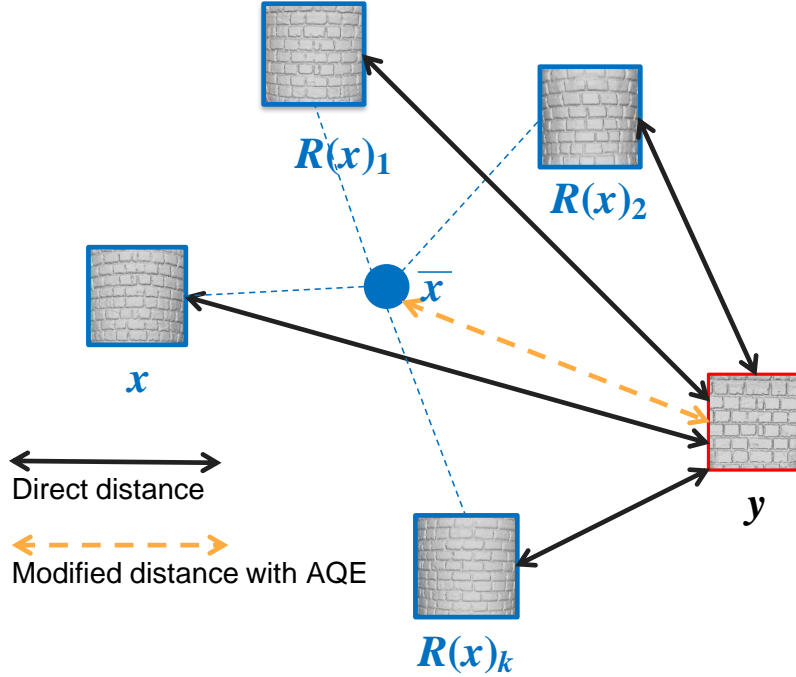 R(x)₁
R(x)₂
x̄
x
y
Direct distance
Modified distance with AQE
R(x)ₖ